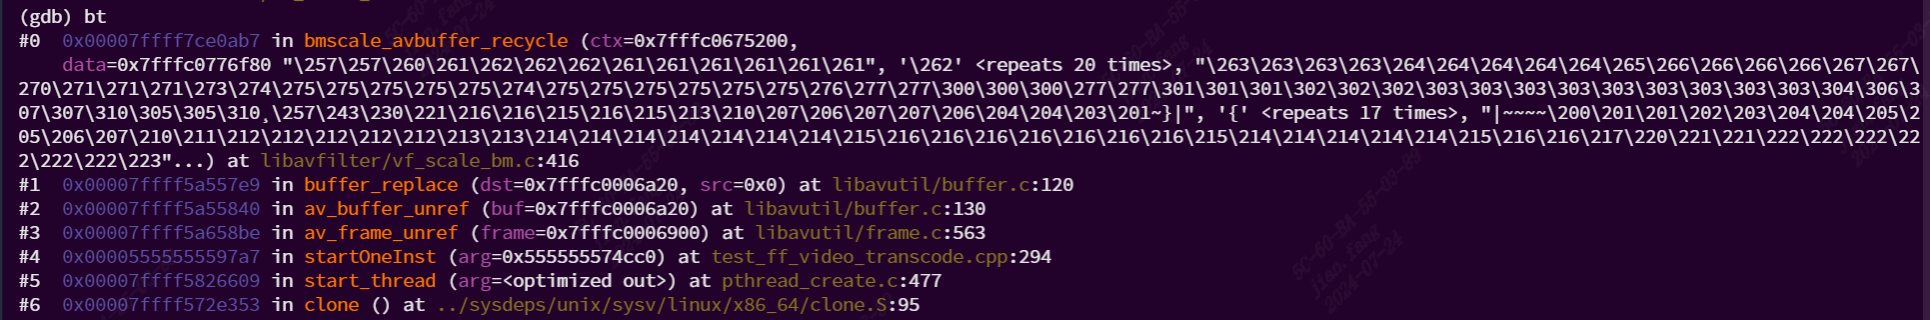 (gdb) bt
#0  0x00007ffff7ce0ab7 in bmscale_avbuffer_recycle (ctx=0x7fffc0675200,
    data=0x7fffc0776f80 "\257\257\260\261\262\262\262\261\261\261\261\261\261", '\262' <repeats 20 times>, "\263\263\263\263\264\264\264\264\264\265\266\266\266\266\267\267\
270\271\271\271\273\274\275\275\275\275\275\275\275\275\275\275\276\277\277\300\300\300\277\277\301\301\301\302\302\302\303\303\303\303\303\303\303\303\303\304\306\3
07\307\310\305\305\310,\257\243\230\221\216\216\215\216\215\213\210\207\206\207\207\206\204\204\203\201~}|", '{' <repeats 17 times>, "|~~~~\200\201\201\202\203\204\204\205\2
05\206\207\210\211\212\212\212\212\212\213\213\214\214\214\214\214\214\214\214\214\215\216\216\216\216\216\216\216\215\214\214\214\214\214\215\216\216\217\220\221\221\222\222\222\22
2\222\222\223"...) at libavfilter/vf_scale_bm.c:416
#1  0x00007ffff5a557e9 in buffer_replace (dst=0x7fffc0006a20, src=0x0) at libavutil/buffer.c:120
#2  0x00007ffff5a55840 in av_buffer_unref (buf=0x7fffc0006a20) at libavutil/buffer.c:130
#3  0x00007ffff5a658be in av_frame_unref (frame=0x7fffc0006900) at libavutil/frame.c:563
#4  0x00005555555597a7 in startOneInst (arg=0x555555574cc0) at test_ff_video_transcode.cpp:294
#5  0x00007ffff5826609 in start_thread (arg=<optimized out>) at pthread_create.c:477
#6  0x00007ffff572e353 in clone () at ../sysdeps/unix/sysv/linux/x86_64/clone.S:95